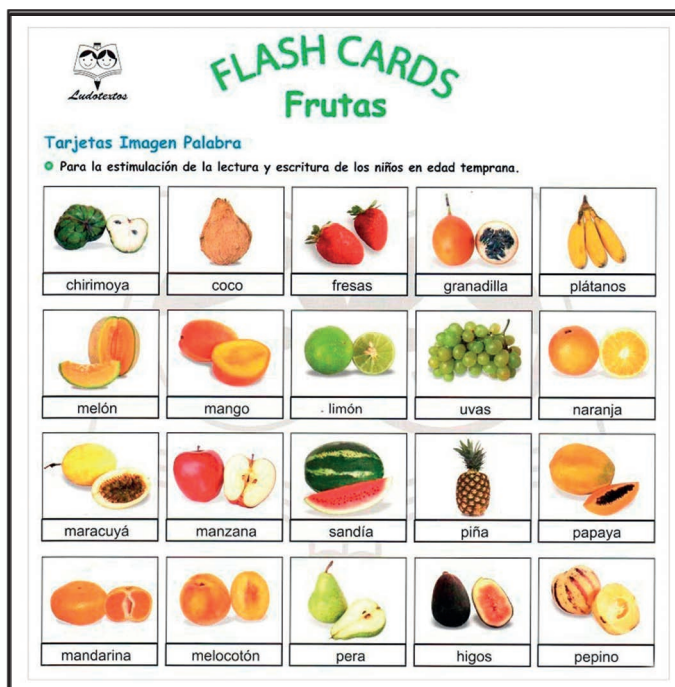 FLASH CARDS
Frutas
Ludotextos
Tarjetas Imagen Palabra
Para la estimulación de la lectura y escritura de los niños en edad temprana.
chirimoya
coco
fresas
granadilla
plátanos
melón
mango
limón
uvas
naranja
maracuyá
manzana
sandía
piña
papaya
mandarina
melocotón
pera
higos
pepino